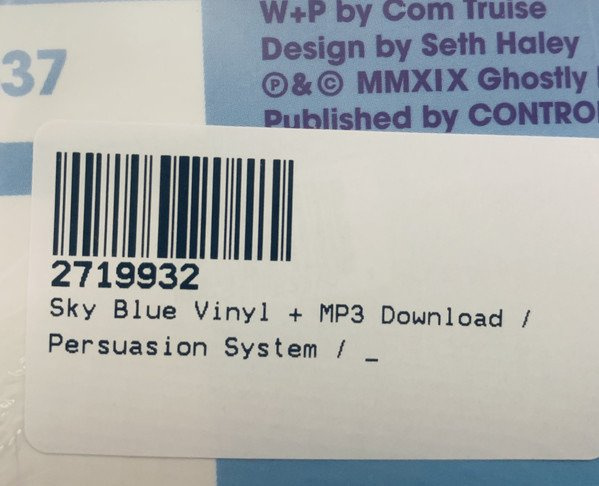 37
W+P by Com Truise
Design by Seth Haley
Ⓟ&© MMXIX Ghostly
Published by CONTRO
2719932
Sky Blue Vinyl + MP3 Download /
Persuasion System / _